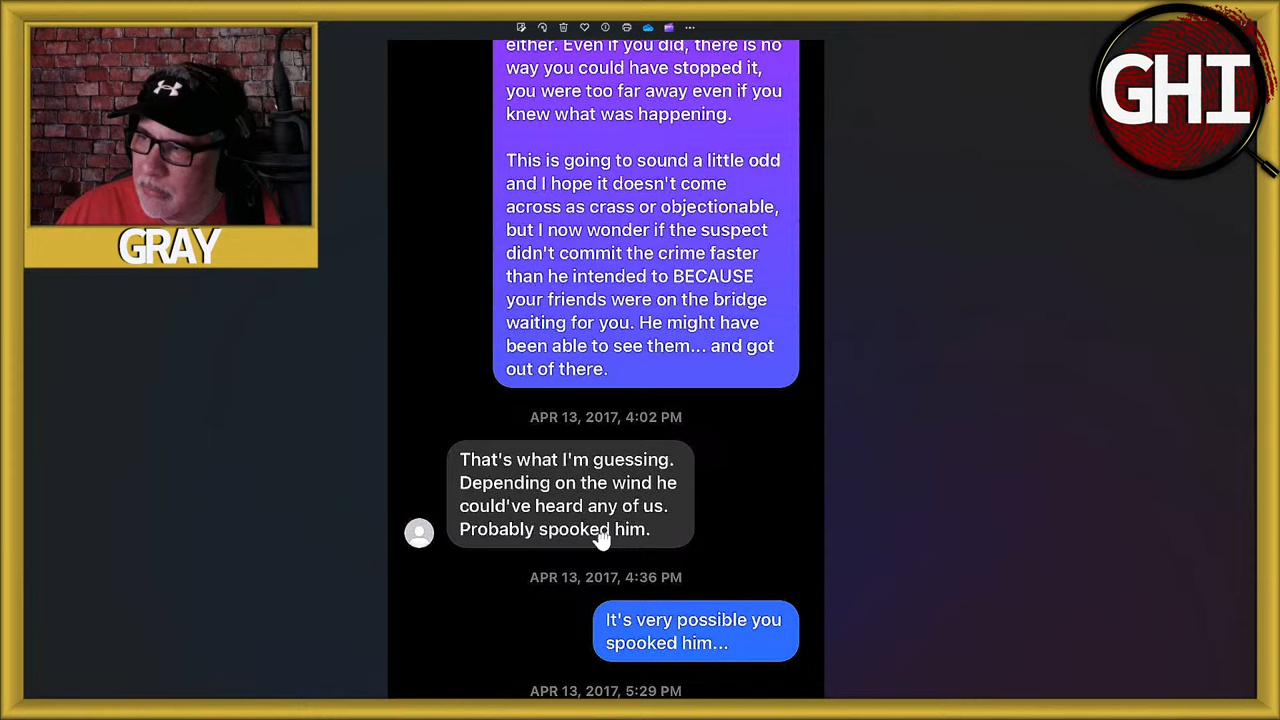 GHI
GRAY
either. Even if you did, there is no
way you could have stopped it,
you were too far away even if you
knew what was happening.
This is going to sound a little odd
and I hope it doesn't come
across as crass or objectionable,
but I now wonder if the suspect
didn't commit the crime faster
than he intended to BECAUSE
your friends were on the bridge
waiting for you. He might have
been able to see them... and got
out of there.
APR 13, 2017, 4:02 PM
That's what I'm guessing.
Depending on the wind he
could've heard any of us.
Probably spooked him.
APR 13, 2017, 4:36 PM
It's very possible you
spooked him...
APR 13, 2017, 5:29 PM